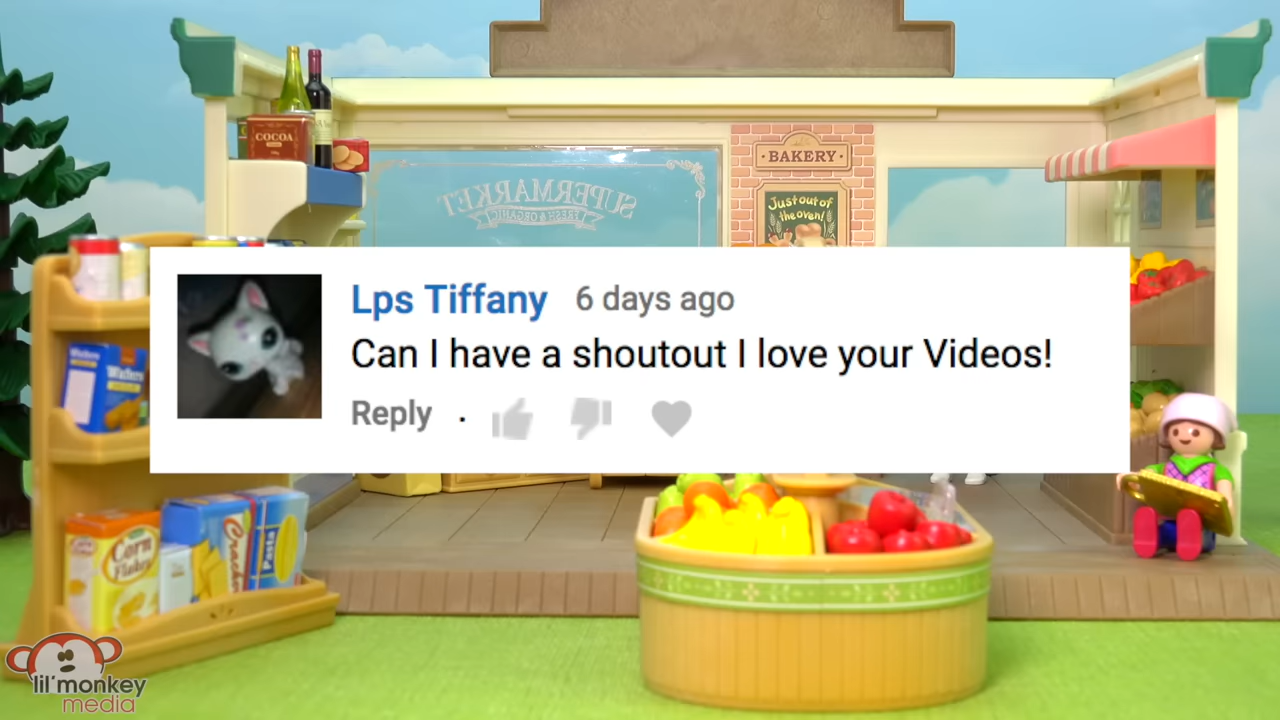 COCOA
SUPERMARKET
FRESH & ORGANIC
BAKERY
Just out of
the oven!
Lps Tiffany 6 days ago
Can I have a shoutout I love your Videos!
Reply .
Wafers
Corn
Flakes
Crackers
Pasta
lil'monkey
media